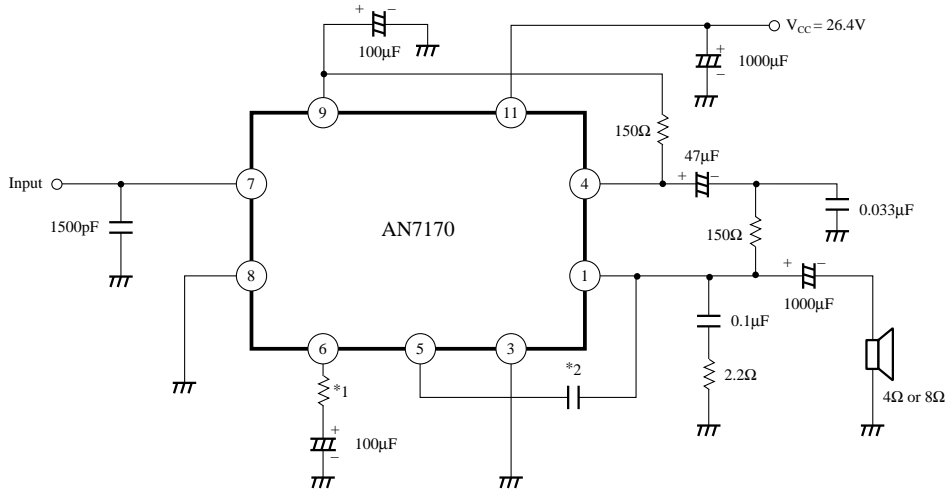 + −
100µF
V_CC = 26.4V
+
1000µF
−
9
11
150Ω
47µF
+ −
Input
7
4
1500pF
AN7170
150Ω
0.033µF
8
1
+ −
1000µF
0.1µF
6
5
3
*1
*2
2.2Ω
4Ω or 8Ω
+
100µF
−